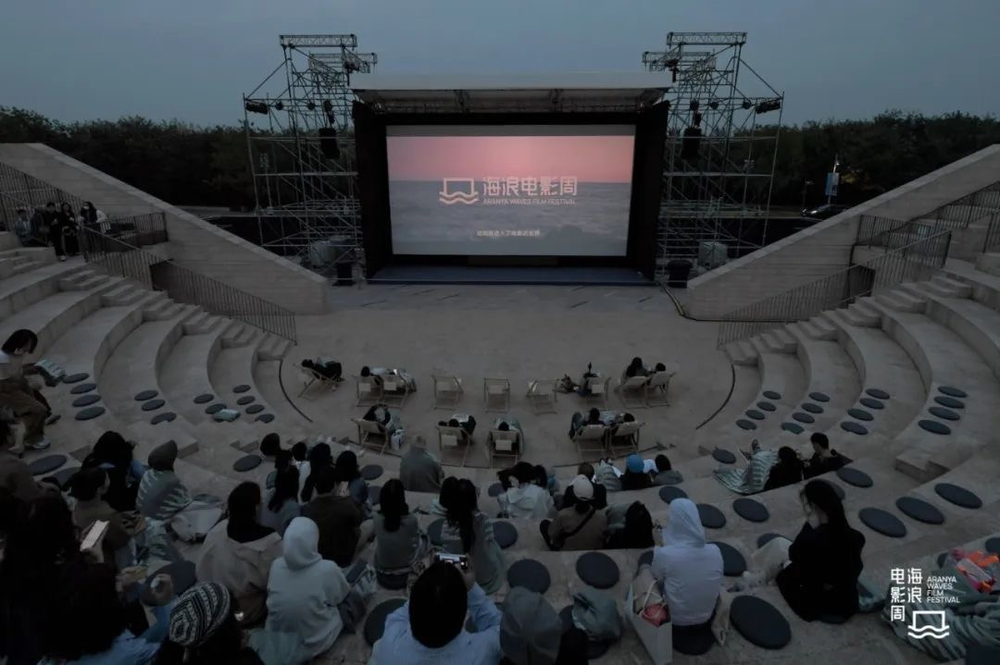 海浪电影周
ARANYA WAVES FILM FESTIVAL
电影周
海浪
ARANYA
WAVES
FILM
FESTIVAL